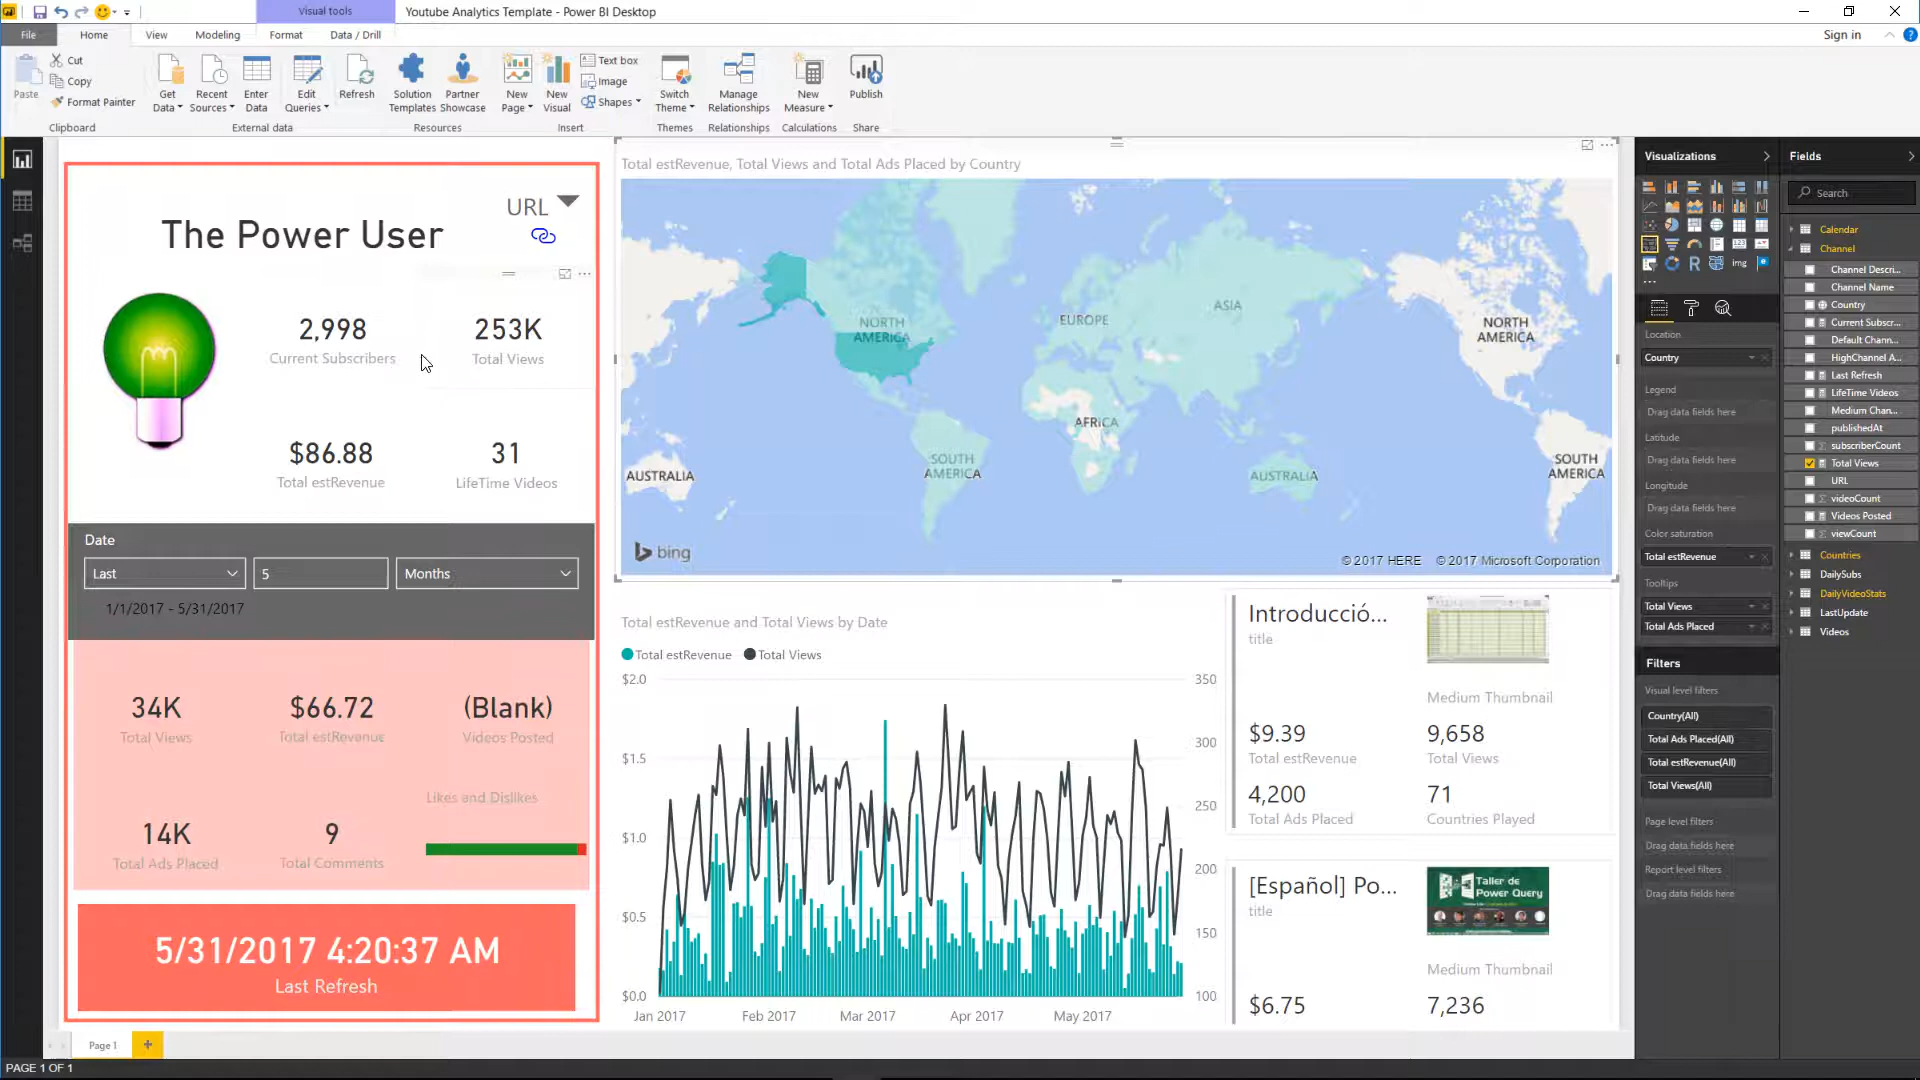 Visual tools
Youtube Analytics Template - Power BI Desktop
File
Home
View
Modeling
Format
Data / Drill
Sign in
Paste
Cut
Copy
Format Painter
Clipboard
Get Data
Recent Sources
Enter Data
Edit Queries
Refresh
External data
Solution Templates
Partner Showcase
Resources
New Page
New Visual
Text box
Image
Shapes
Insert
Switch Theme
Themes
Manage Relationships
Relationships
New Measure
Calculations
Publish
Share
The Power User
URL
2,998
Current Subscribers
253K
Total Views
$86.88
Total estRevenue
31
LifeTime Videos
Date
Last
5
Months
1/1/2017 - 5/31/2017
34K
Total Views
$66.72
Total estRevenue
(Blank)
Videos Posted
14K
Total Ads Placed
9
Total Comments
Likes and Dislikes
5/31/2017 4:20:37 AM
Last Refresh
Total estRevenue, Total Views and Total Ads Placed by Country
NORTH AMERICA
EUROPE
ASIA
NORTH AMERICA
AFRICA
AUSTRALIA
SOUTH AMERICA
AUSTRALIA
SOUTH AMERICA
bing
© 2017 HERE © 2017 Microsoft Corporation
Total estRevenue and Total Views by Date
Total estRevenue
Total Views
$2.0
$1.5
$1.0
$0.5
$0.0
350
300
250
200
150
100
Jan 2017
Feb 2017
Mar 2017
Apr 2017
May 2017
Introducció...
title
Medium Thumbnail
$9.39
Total estRevenue
9,658
Total Views
4,200
Total Ads Placed
71
Countries Played
[Español] Po...
title
Taller de
Power Query
Medium Thumbnail
$6.75
7,236
Visualizations
R
img
Location
Country
Legend
Drag data fields here
Latitude
Drag data fields here
Longitude
Drag data fields here
Color saturation
Total estRevenue
Tooltips
Total Views
Total Ads Placed
Filters
Visual level filters
Country(All)
Total Ads Placed(All)
Total estRevenue(All)
Total Views(All)
Page level filters
Drag data fields here
Report level filters
Drag data fields here
Fields
Search
Calendar
Channel
Channel Descri...
Channel Name
Country
Current Subscr...
Default Chann...
HighChannel A...
Last Refresh
LifeTime Videos
Medium Chan...
publishedAt
subscriberCount
Total Views
URL
videoCount
Videos Posted
viewCount
Countries
DailySubs
DailyVideoStats
LastUpdate
Videos
Page 1
PAGE 1 OF 1